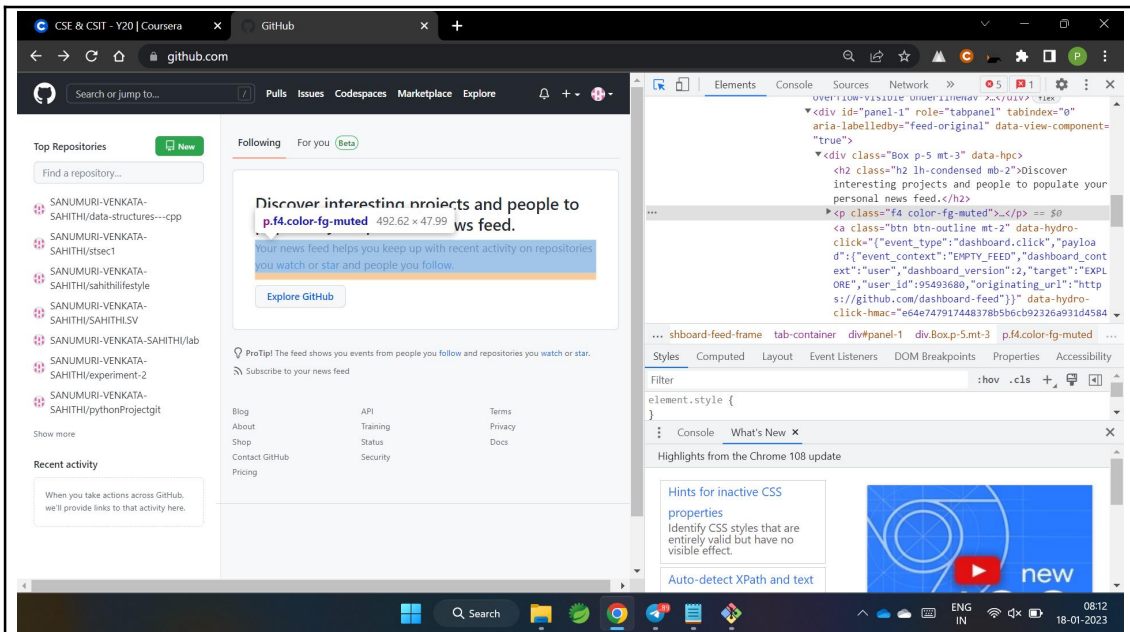 CSE & CSIT - Y20 | Coursera
GitHub
github.com
P
Search or jump to...
/
Pulls Issues Codespaces Marketplace Explore
Top Repositories
New
Find a repository...
SANUMURI-VENKATA-
SAHITHI/data-structures---cpp
SANUMURI-VENKATA-
SAHITHI/stsec1
SANUMURI-VENKATA-
SAHITHI/sahithilifestyle
SANUMURI-VENKATA-
SAHITHI/SAHITHI.SV
SANUMURI-VENKATA-SAHITHI/lab
SANUMURI-VENKATA-
SAHITHI/experiment-2
SANUMURI-VENKATA-
SAHITHI/pythonProjectgit
Show more
Recent activity
When you take actions across GitHub,
we'll provide links to that activity here.
Following For you Beta
Discover interesting projects and people to
ws feed.
p.f4.color-fg-muted 492.62 × 47.99
Your news feed helps you keep up with recent activity on repositories
you watch or star and people you follow.
Explore GitHub
ProTip! The feed shows you events from people you follow and repositories you watch or star.
Subscribe to your news feed
Blog API Terms
About Training Privacy
Shop Status Docs
Contact GitHub Security
Pricing
Elements Console Sources Network » 5 1
overflow-visible UnderlineNav >…</div> flex
▼<div id="panel-1" role="tabpanel" tabindex="0"
aria-labelledby="feed-original" data-view-component=
"true">
▼<div class="Box p-5 mt-3" data-hpc>
<h2 class="h2 lh-condensed mb-2">Discover
interesting projects and people to populate your
personal news feed.</h2>
... ▶<p class="f4 color-fg-muted">…</p> == $0
<a class="btn btn-outline mt-2" data-hydro-
click="{"event_type":"dashboard.click","payloa
d":{"event_context":"EMPTY_FEED","dashboard_cont
ext":"user","dashboard_version":2,"target":"EXPL
ORE","user_id":95493680,"originating_url":"http
s://github.com/dashboard-feed"}}" data-hydro-
click-hmac="e64e747917448378b5b6cb92326a931d4584
... shboard-feed-frame tab-container div#panel-1 div.Box.p-5.mt-3 p.f4.color-fg-muted ...
Styles Computed Layout Event Listeners DOM Breakpoints Properties Accessibility
Filter :hov .cls +
element.style {
}
Console What's New ×
Highlights from the Chrome 108 update
Hints for inactive CSS
properties
Identify CSS styles that are
entirely valid but have no
visible effect.
Auto-detect XPath and text
new
Search
89
ENG
IN
08:12
18-01-2023